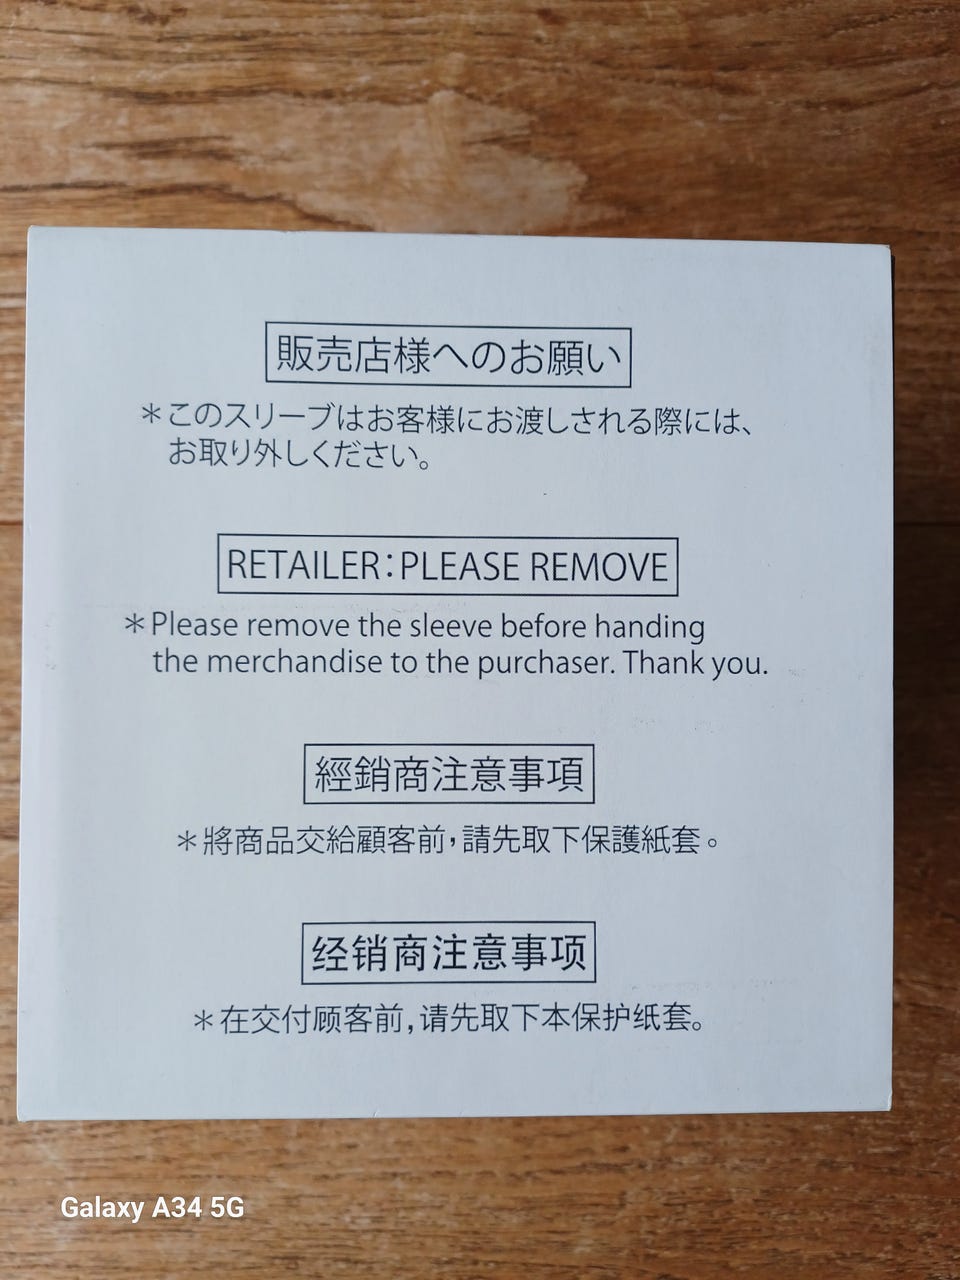 販売店様へのお願い
＊このスリーブはお客様にお渡しされる際には、
お取り外しください。
RETAILER：PLEASE REMOVE
＊Please remove the sleeve before handing
the merchandise to the purchaser. Thank you.
經銷商注意事項
＊將商品交給顧客前，請先取下保護紙套。
经销商注意事项
＊在交付顾客前，请先取下本保护纸套。
Galaxy A34 5G